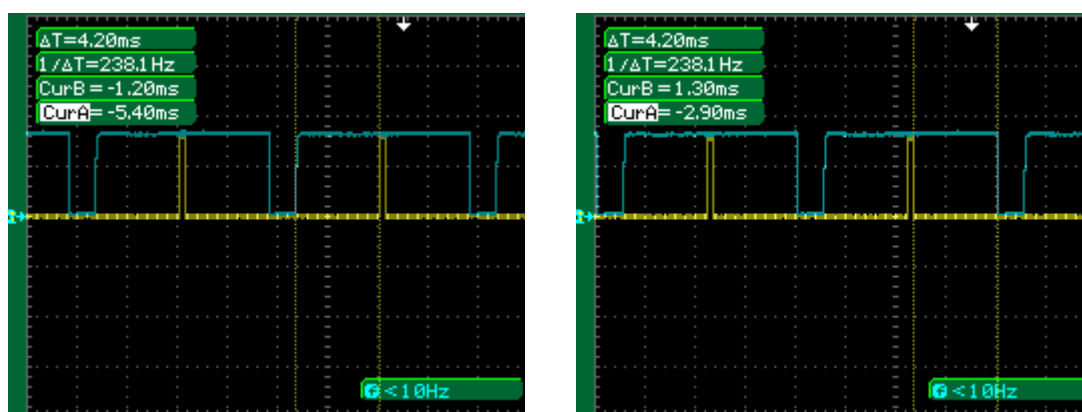 ΔT=4.20ms
1/ΔT=238.1Hz
CurB=-1.20ms
CurA=-5.40ms
f<10Hz
ΔT=4.20ms
1/ΔT=238.1Hz
CurB=1.30ms
CurA=-2.90ms
f<10Hz